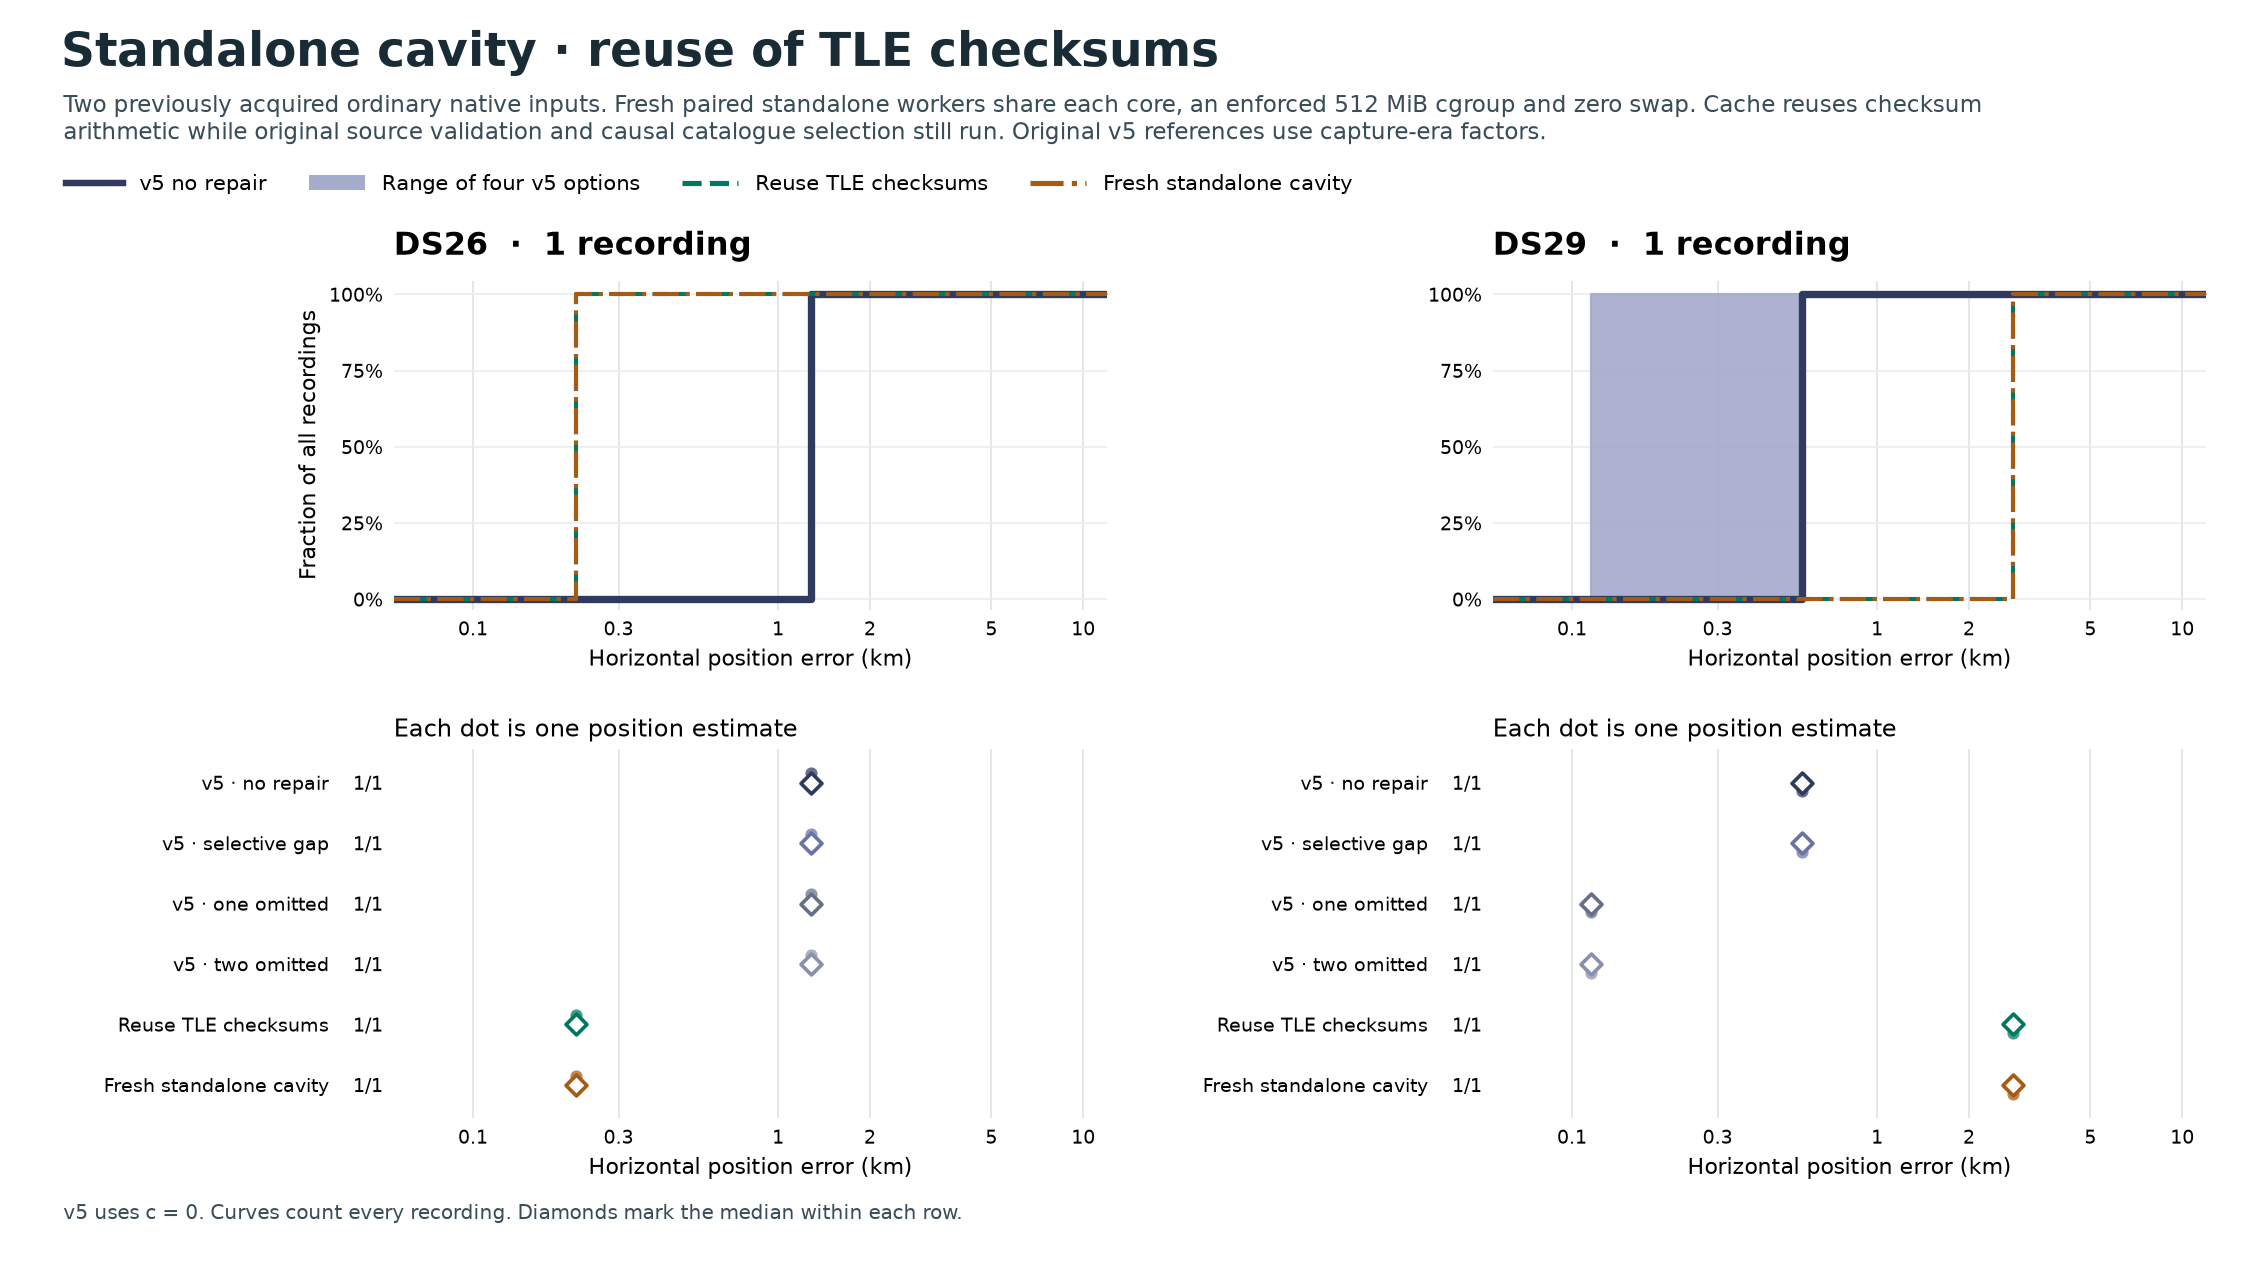 Standalone cavity · reuse of TLE checksums
Two previously acquired ordinary native inputs. Fresh paired standalone workers share each core, an enforced 512 MiB cgroup and zero swap. Cache reuses checksum
arithmetic while original source validation and causal catalogue selection still run. Original v5 references use capture-era factors.
v5 no repair Range of four v5 options Reuse TLE checksums Fresh standalone cavity
DS26 · 1 recording
Fraction of all recordings
100%
75%
50%
25%
0%
0.1 0.3 1 2 5 10
Horizontal position error (km)
DS29 · 1 recording
100%
75%
50%
25%
0%
0.1 0.3 1 2 5 10
Horizontal position error (km)
Each dot is one position estimate
v5 · no repair 1/1
v5 · selective gap 1/1
v5 · one omitted 1/1
v5 · two omitted 1/1
Reuse TLE checksums 1/1
Fresh standalone cavity 1/1
0.1 0.3 1 2 5 10
Horizontal position error (km)
Each dot is one position estimate
v5 · no repair 1/1
v5 · selective gap 1/1
v5 · one omitted 1/1
v5 · two omitted 1/1
Reuse TLE checksums 1/1
Fresh standalone cavity 1/1
0.1 0.3 1 2 5 10
Horizontal position error (km)
v5 uses c = 0. Curves count every recording. Diamonds mark the median within each row.